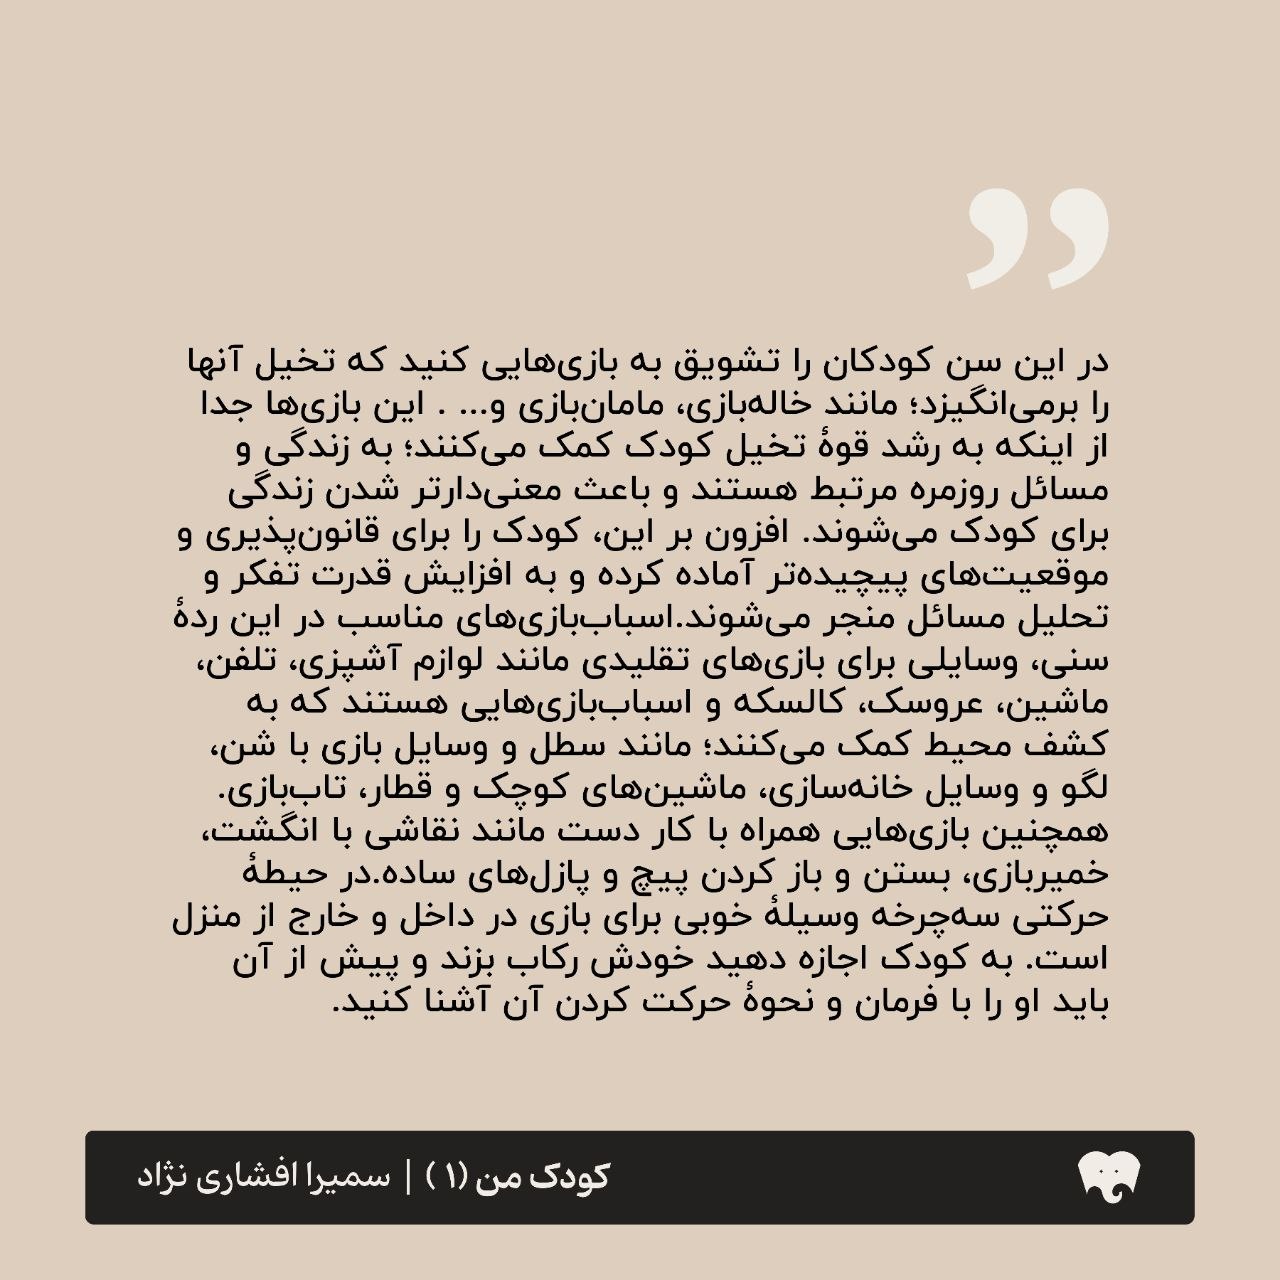 ”
در این سن کودکان را تشویق به بازی‌هایی کنید که تخیل آنها
را برمی‌انگیزد؛ مانند خاله‌بازی، مامان‌بازی و... . این بازی‌ها جدا
از اینکه به رشد قوهٔ تخیل کودک کمک می‌کنند؛ به زندگی و
مسائل روزمره مرتبط هستند و باعث معنی‌دارتر شدن زندگی
برای کودک می‌شوند. افزون بر این، کودک را برای قانون‌پذیری و
موقعیت‌های پیچیده‌تر آماده کرده و به افزایش قدرت تفکر و
تحلیل مسائل منجر می‌شوند.اسباب‌بازی‌های مناسب در این ردهٔ
سنی، وسایلی برای بازی‌های تقلیدی مانند لوازم آشپزی، تلفن،
ماشین، عروسک، کالسکه و اسباب‌بازی‌هایی هستند که به
کشف محیط کمک می‌کنند؛ مانند سطل و وسایل بازی با شن،
لگو و وسایل خانه‌سازی، ماشین‌های کوچک و قطار، تاب‌بازی.
همچنین بازی‌هایی همراه با کار دست مانند نقاشی با انگشت،
خمیربازی، بستن و باز کردن پیچ و پازل‌های ساده.در حیطهٔ
حرکتی سه‌چرخه وسیلهٔ خوبی برای بازی در داخل و خارج از منزل
است. به کودک اجازه دهید خودش رکاب بزند و پیش از آن
باید او را با فرمان و نحوهٔ حرکت کردن آن آشنا کنید.
کودک من (۱ ) | سمیرا افشاری نژاد